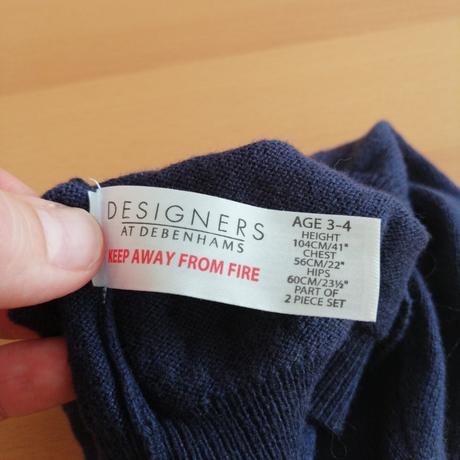 DESIGNERS
AT DEBENHAMS
KEEP AWAY FROM FIRE
AGE 3-4
HEIGHT
104CM/41"
CHEST
56CM/22"
HIPS
60CM/23½"
PART OF
2 PIECE SET